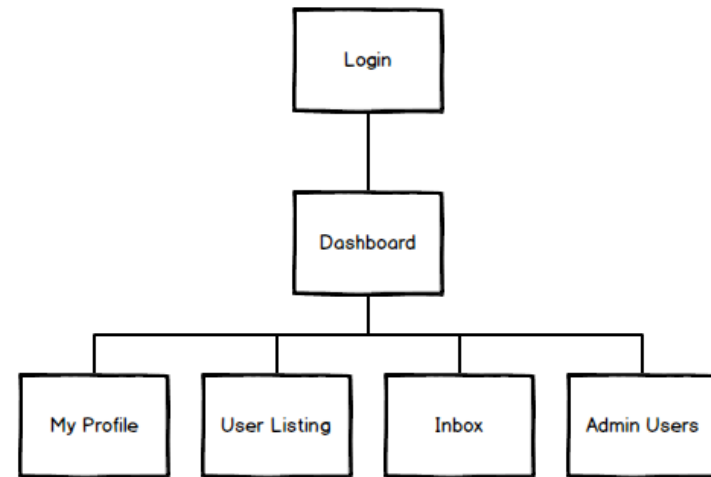 Login
Dashboard
My Profile
User Listing
Inbox
Admin Users